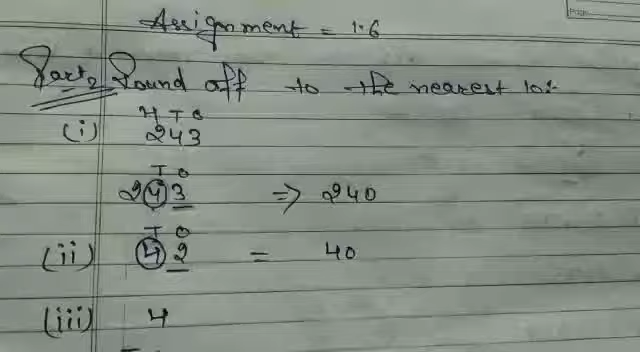 Assignment = 1.6
Part 2 Round off to the nearest 10:-
H T O
(i) 243
T O
243 => 240
T O
(ii) 42 = 40
(iii) 4